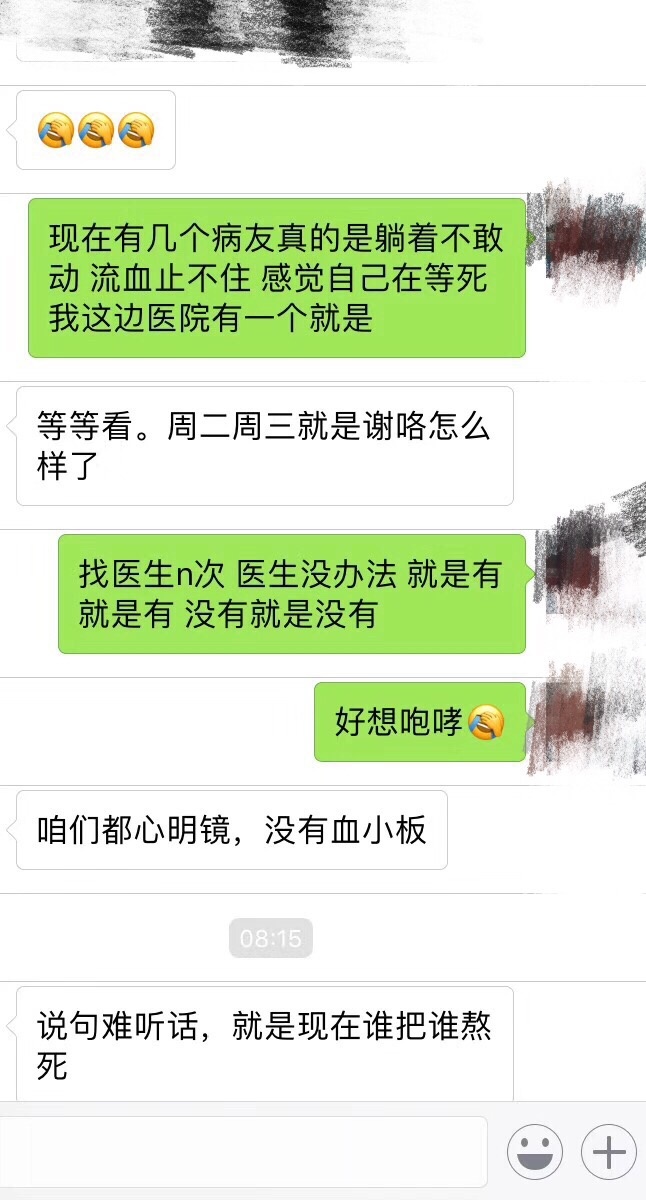 🤦🤦🤦
现在有几个病友真的是躺着不敢
动 流血止不住 感觉自己在等死
我这边医院有一个就是
等等看。周二周三就是谢咯怎么
样了
找医生n次 医生没办法 就是有
就是有 没有就是没有
好想咆哮🤦
咱们都心明镜，没有血小板
08:15
说句难听话，就是现在谁把谁熬
死